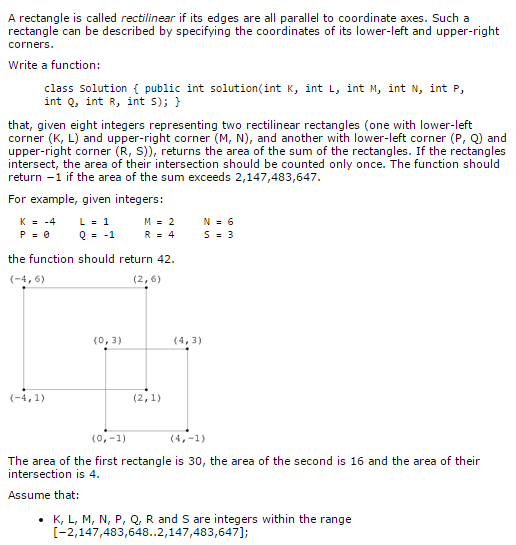 A rectangle is called rectilinear if its edges are all parallel to coordinate axes. Such a
rectangle can be described by specifying the coordinates of its lower-left and upper-right
corners.
Write a function:
class Solution { public int solution(int K, int L, int M, int N, int P,
int Q, int R, int S); }
that, given eight integers representing two rectilinear rectangles (one with lower-left
corner (K, L) and upper-right corner (M, N), and another with lower-left corner (P, Q) and
upper-right corner (R, S)), returns the area of the sum of the rectangles. If the rectangles
intersect, the area of their intersection should be counted only once. The function should
return −1 if the area of the sum exceeds 2,147,483,647.
For example, given integers:
K = -4 L = 1 M = 2 N = 6
P = 0 Q = -1 R = 4 S = 3
the function should return 42.
(-4,6) (2,6)
(0,3) (4,3)
(-4,1) (2,1)
(0,-1) (4,-1)
The area of the first rectangle is 30, the area of the second is 16 and the area of their
intersection is 4.
Assume that:
• K, L, M, N, P, Q, R and S are integers within the range
[−2,147,483,648..2,147,483,647];